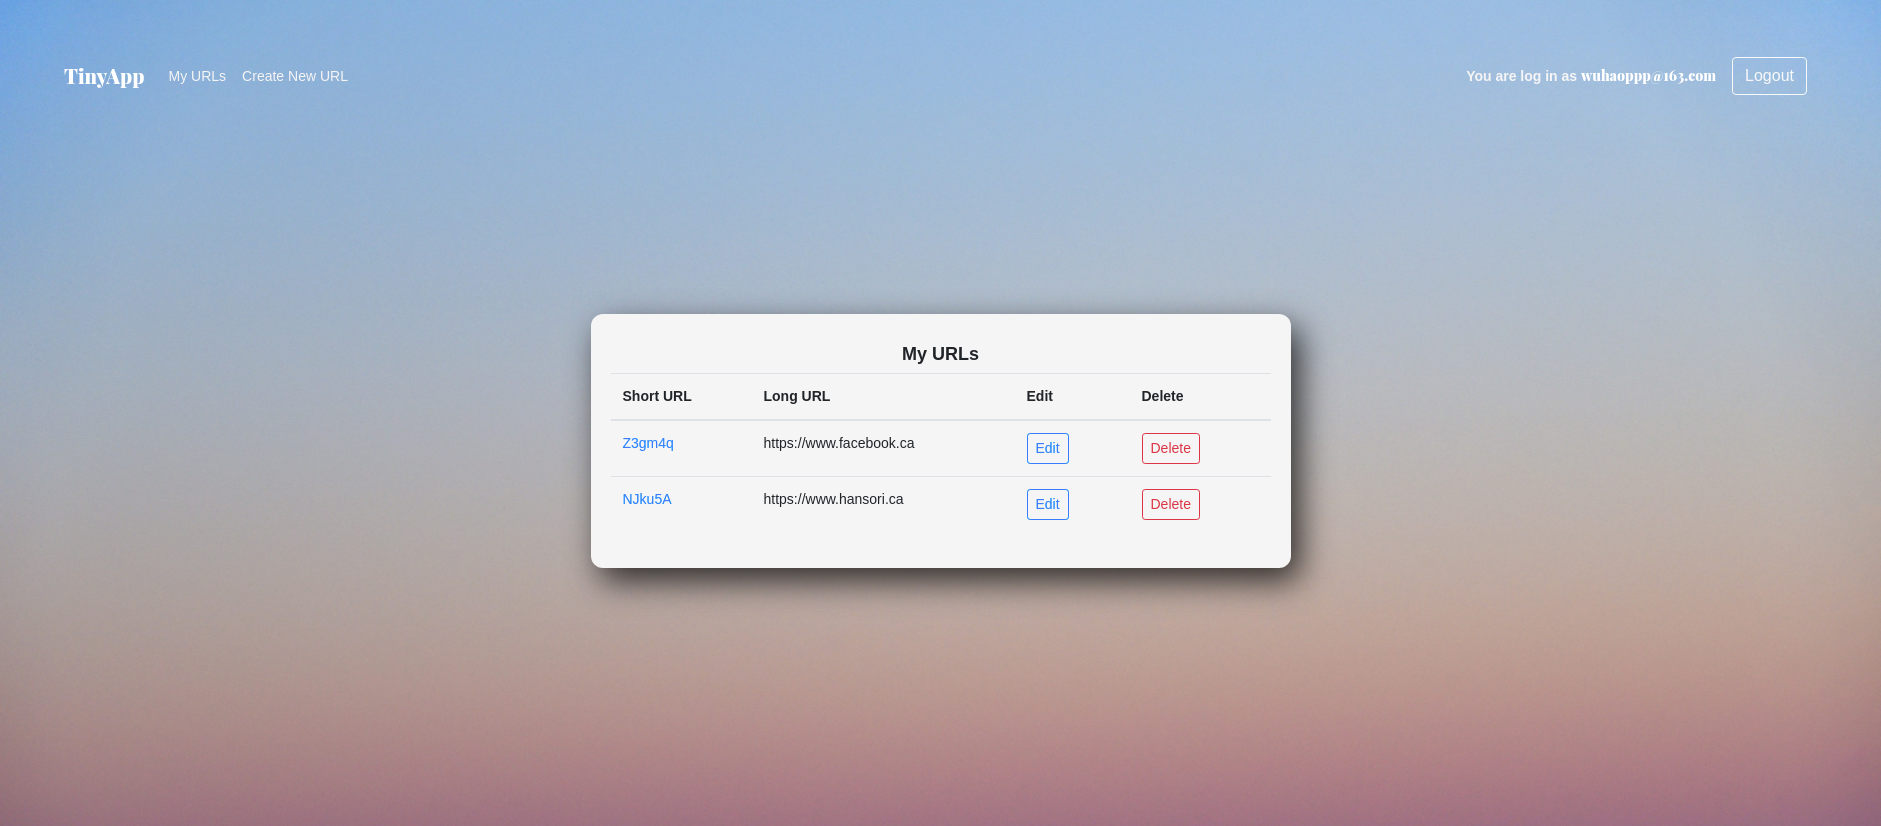 TinyApp My URLs Create New URL You are log in as wuhaoppp@163.com Logout
My URLs
Short URL Long URL Edit Delete
Z3gm4q https://www.facebook.ca Edit Delete
NJku5A https://www.hansori.ca Edit Delete